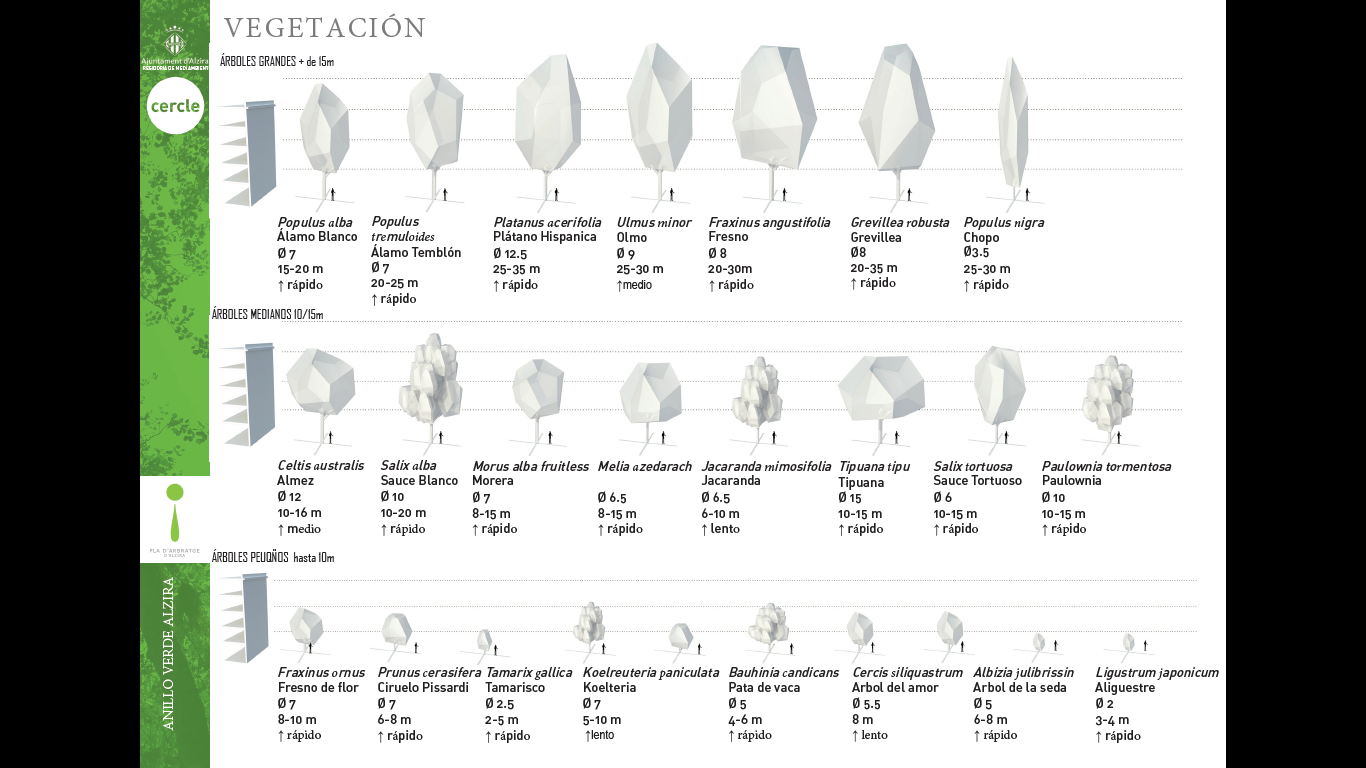 VEGETACIÓN
Ajuntament d'Alzira
REGIDORIA DE MEDI AMBIENT
cercle
ÁRBOLES GRANDES + de 15m
Populus alba
Álamo Blanco
Ø 7
15-20 m
↑ rápido
Populus
tremuloides
Álamo Temblón
Ø 7
20-25 m
↑ rápido
Platanus acerifolia
Plátano Hispanica
Ø 12.5
25-35 m
↑ rápido
Ulmus minor
Olmo
Ø 9
25-30 m
↑medio
Fraxinus angustifolia
Fresno
Ø 8
20-30m
↑ rápido
Grevillea robusta
Grevillea
Ø8
20-35 m
↑ rápido
Populus nigra
Chopo
Ø3.5
25-30 m
↑ rápido
ÁRBOLES MEDIANOS 10/15m
Celtis australis
Almez
Ø 12
10-16 m
↑ medio
Salix alba
Sauce Blanco
Ø 10
10-20 m
↑ rápido
Morus alba fruitless
Morera
Ø 7
8-15 m
↑ rápido
Melia azedarach
Ø 6.5
8-15 m
↑ rápido
Jacaranda mimosifolia
Jacaranda
Ø 6.5
6-10 m
↑ lento
Tipuana tipu
Tipuana
Ø 15
10-15 m
↑ rápido
Salix tortuosa
Sauce Tortuoso
Ø 6
10-15 m
↑ rápido
Paulownia tormentosa
Paulownia
Ø 10
10-15 m
↑ rápido
PLA D'ARBRATGE
D'ALZIRA
ÁRBOLES PEUQÑOS hasta 10m
Fraxinus ornus
Fresno de flor
Ø 7
8-10 m
↑ rápido
Prunus cerasifera
Ciruelo Pissardi
Ø 7
6-8 m
↑ rápido
Tamarix gallica
Tamarisco
Ø 2.5
2-5 m
↑ rápido
Koelreuteria paniculata
Koelteria
Ø 7
5-10 m
↑lento
Bauhinia candicans
Pata de vaca
Ø 5
4-6 m
↑ rápido
Cercis siliquastrum
Arbol del amor
Ø 5.5
8 m
↑ lento
Albizia julibrissin
Arbol de la seda
Ø 5
6-8 m
↑ rápido
Ligustrum japonicum
Aliguestre
Ø 2
3-4 m
↑ rápido
ANILLO VERDE ALZIRA